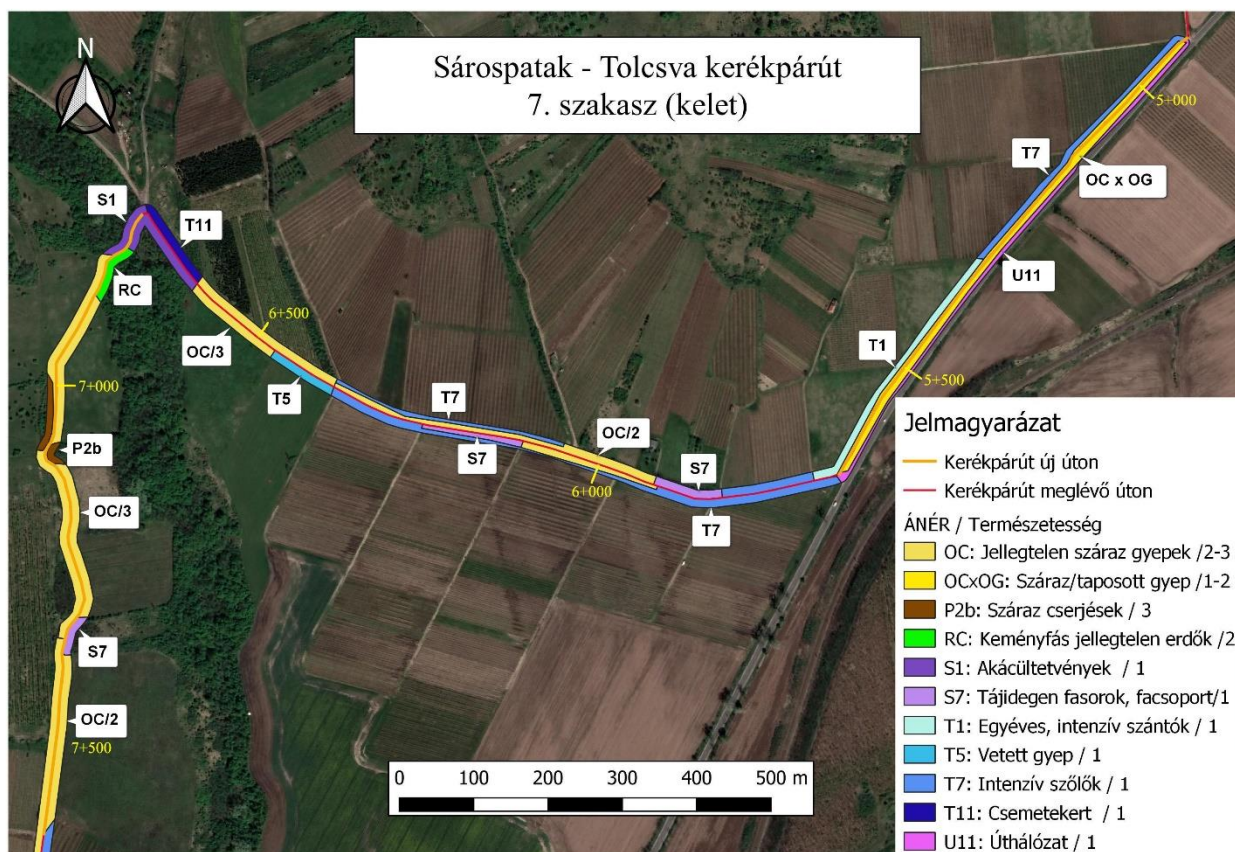 Sárospatak - Tolcsva kerékpárút
7. szakasz (kelet)
N
5+000
T7
OC x OG
S1
T11
RC
U11
6+500
OC/3
T1
7+000
T5
5+500
T7
OC/2
S7
P2b
6+000
S7
T7
OC/3
S7
OC/2
7+500
0 100 200 300 400 500 m
Jelmagyarázat
Kerékpárút új úton
Kerékpárút meglévő úton
ÁNÉR / Természetesség
OC: Jellegtelen száraz gyepek /2-3
OCxOG: Száraz/taposott gyep /1-2
P2b: Száraz cserjések / 3
RC: Keményfás jellegtelen erdők /2
S1: Akácültetvények / 1
S7: Tájidegen fasorok, facsoport/1
T1: Egyéves, intenzív szántók / 1
T5: Vetett gyep / 1
T7: Intenzív szőlők / 1
T11: Csemetekert / 1
U11: Úthálózat / 1